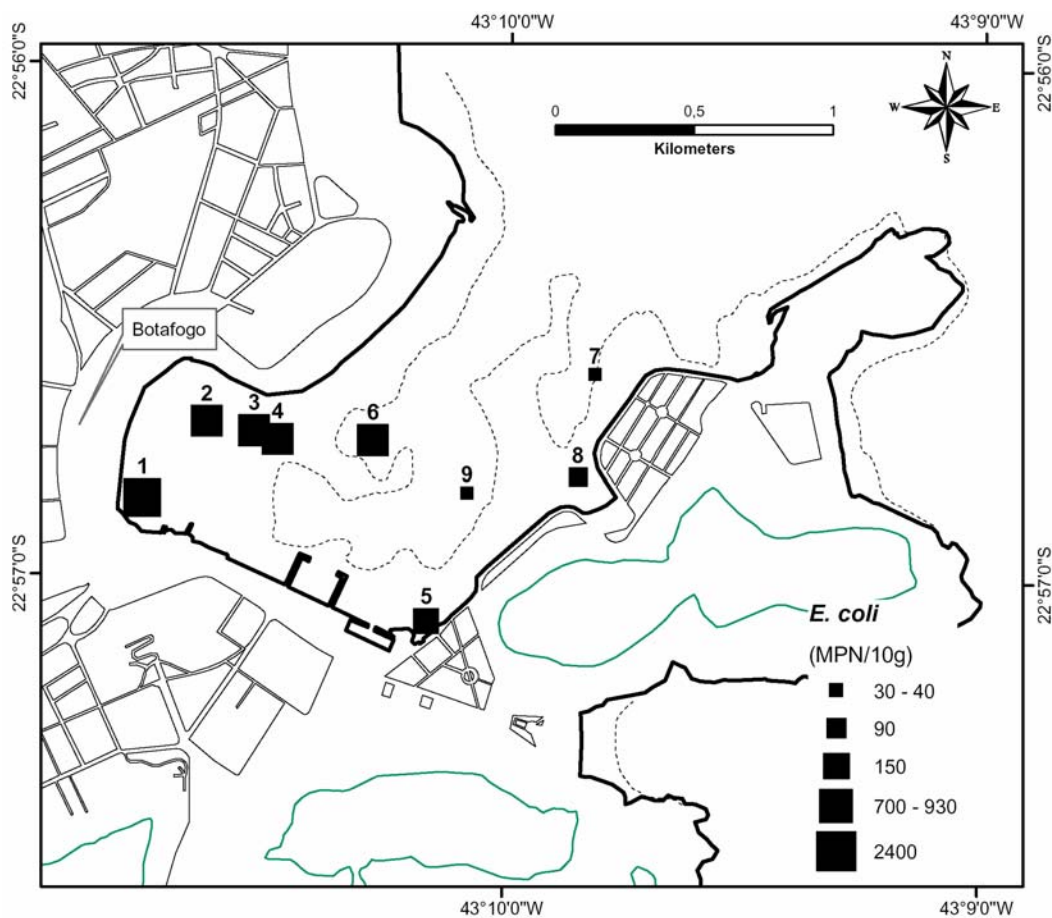 43°10'0"W
43°9'0"W
22°56'0"S
22°56'0"S
N
W
E
S
0
0,5
1
Kilometers
Botafogo
7
2
3
4
6
8
1
9
22°57'0"S
22°57'0"S
5
E. coli
(MPN/10g)
30 - 40
90
150
700 - 930
2400
43°10'0"W
43°9'0"W